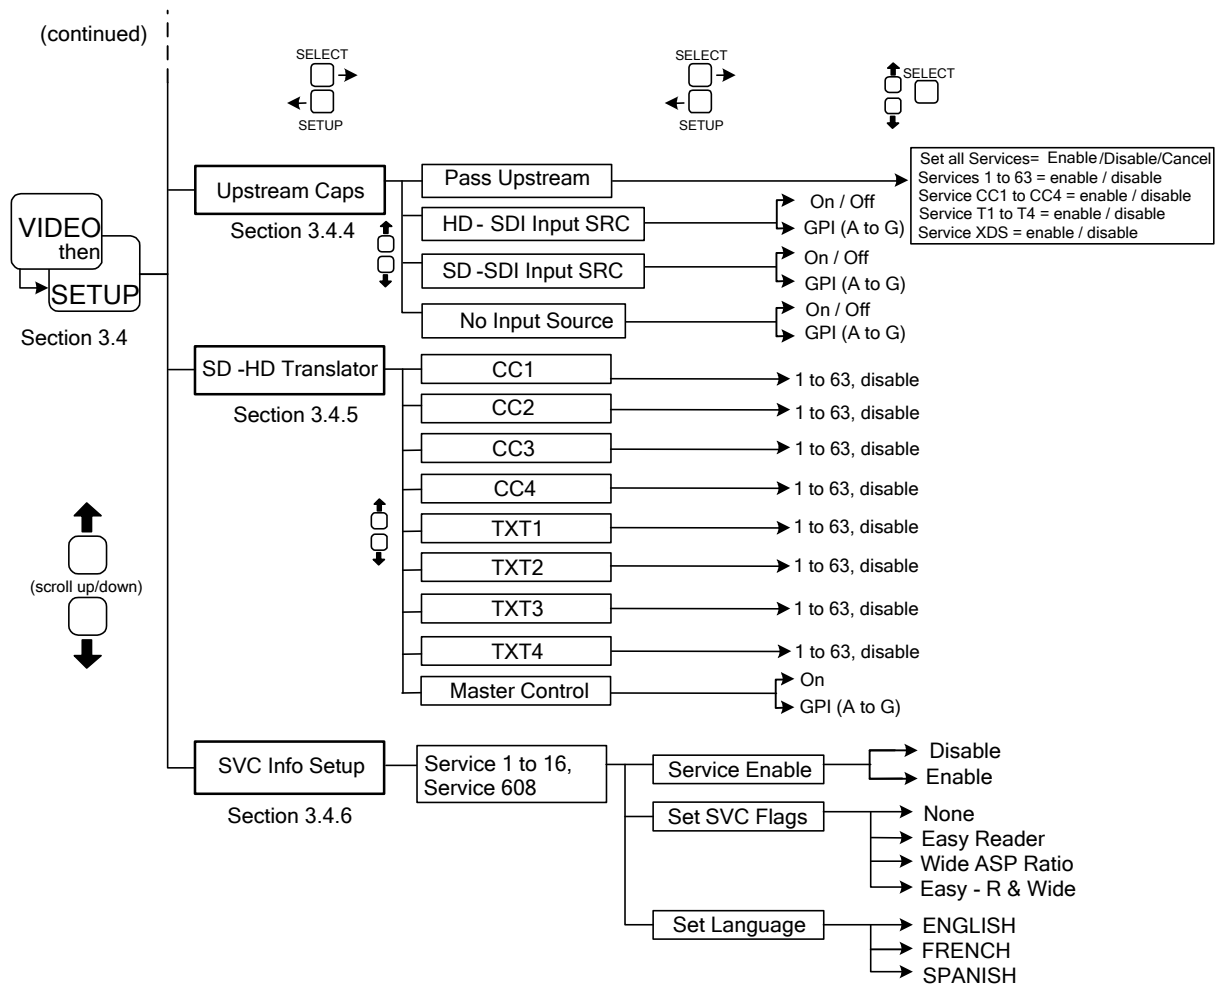 (continued)
SELECT
SETUP
SELECT
SETUP
SELECT
VIDEO
then
SETUP
Section 3.4
(scroll up/down)
Upstream Caps
Section 3.4.4
Pass Upstream
Set all Services= Enable/Disable/Cancel
Services 1 to 63 = enable / disable
Service CC1 to CC4 = enable / disable
Service T1 to T4 = enable / disable
Service XDS = enable / disable
HD - SDI Input SRC
On / Off
GPI (A to G)
SD -SDI Input SRC
On / Off
GPI (A to G)
No Input Source
On / Off
GPI (A to G)
SD -HD Translator
Section 3.4.5
CC1
1 to 63, disable
CC2
1 to 63, disable
CC3
1 to 63, disable
CC4
1 to 63, disable
TXT1
1 to 63, disable
TXT2
1 to 63, disable
TXT3
1 to 63, disable
TXT4
1 to 63, disable
Master Control
On
GPI (A to G)
SVC Info Setup
Section 3.4.6
Service 1 to 16,
Service 608
Service Enable
Disable
Enable
Set SVC Flags
None
Easy Reader
Wide ASP Ratio
Easy - R & Wide
Set Language
ENGLISH
FRENCH
SPANISH